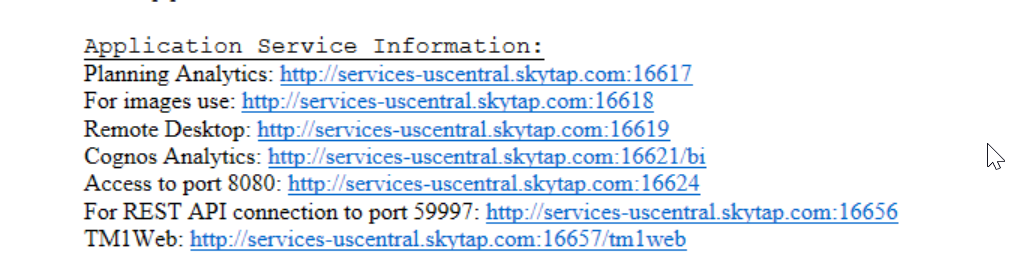 Application Service Information:
Planning Analytics: http://services-uscentral.skytap.com:16617
For images use: http://services-uscentral.skytap.com:16618
Remote Desktop: http://services-uscentral.skytap.com:16619
Cognos Analytics: http://services-uscentral.skytap.com:16621/bi
Access to port 8080: http://services-uscentral.skytap.com:16624
For REST API connection to port 59997: http://services-uscentral.skytap.com:16656
TM1Web: http://services-uscentral.skytap.com:16657/tm1web